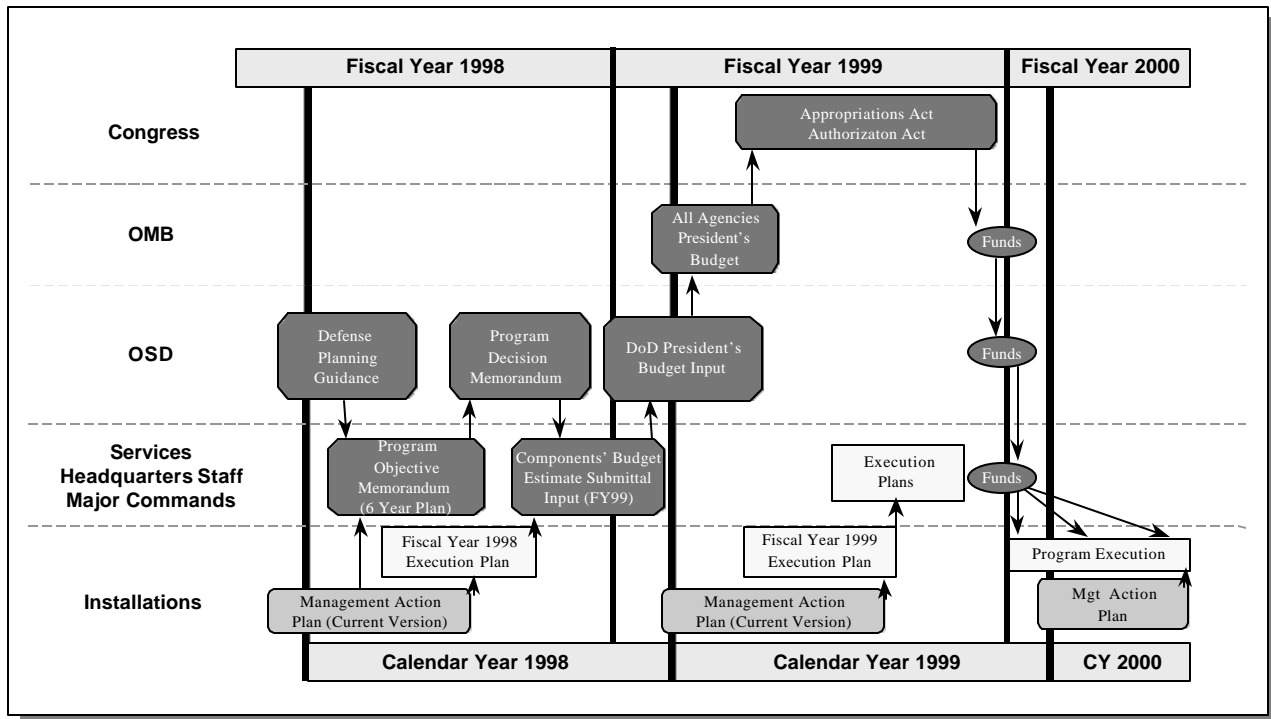 Fiscal Year 1998
Fiscal Year 1999
Fiscal Year 2000
Congress
Appropriations Act
Authorizaton Act
OMB
All Agencies
President's
Budget
Funds
OSD
Defense
Planning
Guidance
Program
Decision
Memorandum
DoD President's
Budget Input
Funds
Services
Headquarters Staff
Major Commands
Program
Objective
Memorandum
(6 Year Plan)
Components' Budget
Estimate Submittal
Input (FY99)
Execution
Plans
Funds
Installations
Fiscal Year 1998
Execution Plan
Fiscal Year 1999
Execution Plan
Program Execution
Management Action
Plan (Current Version)
Management Action
Plan (Current Version)
Mgt Action
Plan
Calendar Year 1998
Calendar Year 1999
CY 2000